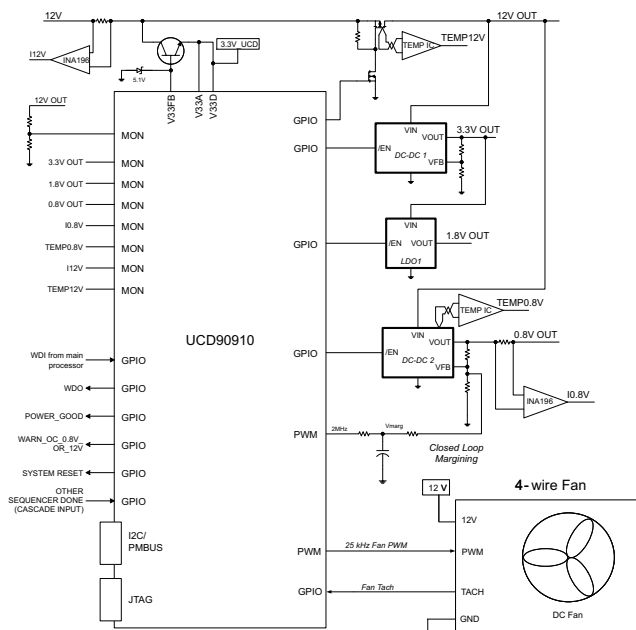 12V
12V OUT
3.3V_UCD
TEMP IC
TEMP12V
I12V
INA196
5.1V
V33FB
V33A
V33D
12V OUT
GPIO
VIN
VOUT
3.3V OUT
MON
GPIO
/EN
DC-DC 1
VFB
3.3V OUT
MON
1.8V OUT
MON
0.8V OUT
MON
VIN
I0.8V
MON
GPIO
/EN
VOUT
1.8V OUT
TEMP0.8V
MON
LDO1
I12V
MON
TEMP12V
MON
TEMP IC
TEMP0.8V
UCD90910
VIN
VOUT
0.8V OUT
WDI from main
processor
GPIO
GPIO
/EN
VFB
DC-DC 2
WDO
GPIO
INA196
I0.8V
POWER_GOOD
GPIO
WARN_OC_0.8V_
OR_12V
GPIO
PWM
2MHz
Vmarg
Closed Loop
Margining
SYSTEM RESET
GPIO
OTHER
SEQUENCER DONE
(CASCADE INPUT)
GPIO
12 V
4-wire Fan
12V
I2C/
PMBUS
PWM
25 kHz Fan PWM
PWM
JTAG
GPIO
Fan Tach
TACH
DC Fan
GND